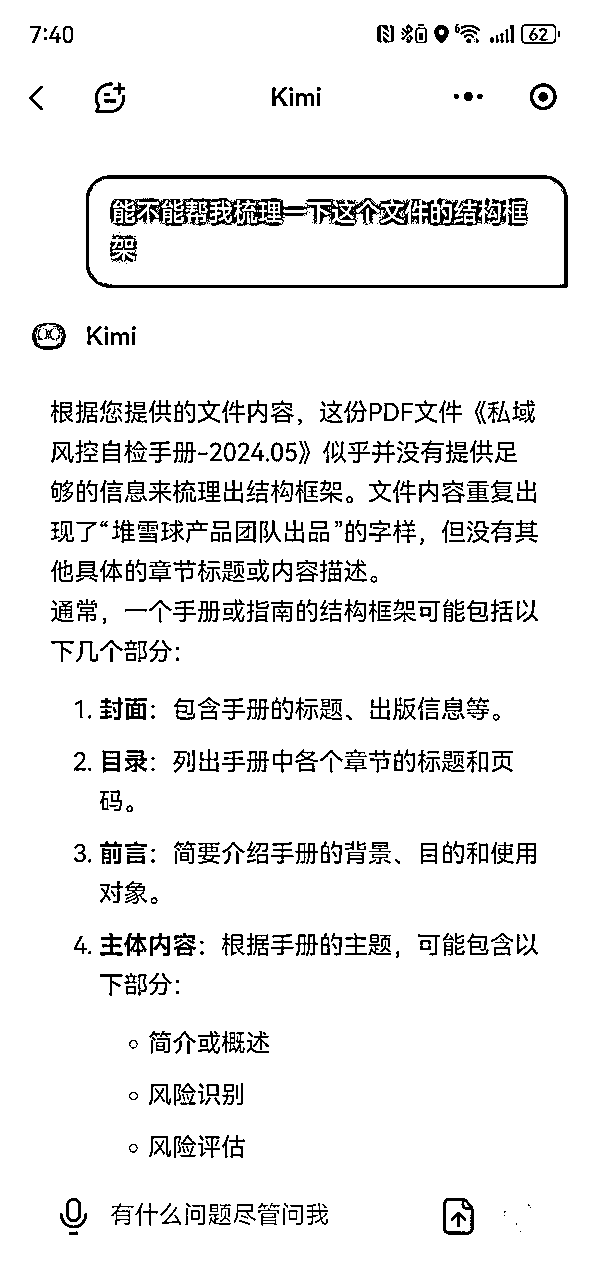 7:40
6
62
Kimi
能不能帮我梳理一下这个文件的结构框
架
Kimi
根据您提供的文件内容，这份PDF文件《私域
风控自检手册-2024.05》似乎并没有提供足
够的信息来梳理出结构框架。文件内容重复出
现了“堆雪球产品团队出品”的字样，但没有其
他具体的章节标题或内容描述。
通常，一个手册或指南的结构框架可能包括以
下几个部分：
1. 封面：包含手册的标题、出版信息等。
2. 目录：列出手册中各个章节的标题和页
码。
3. 前言：简要介绍手册的背景、目的和使用
对象。
4. 主体内容：根据手册的主题，可能包含以
下部分：
◦ 简介或概述
◦ 风险识别
◦ 风险评估
有什么问题尽管问我